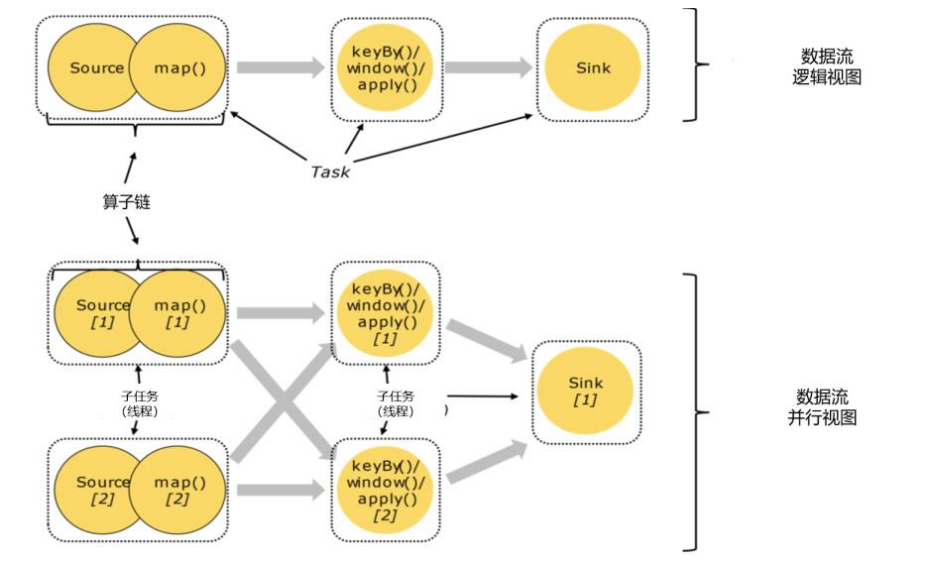 Source
map()
keyBy()/
window()/
apply()
Sink
数据流
逻辑视图
Task
算子链
Source
[1]
map()
[1]
keyBy()/
window()/
apply()
[1]
子任务
(线程)
子任务
(线程)
)
Sink
[1]
数据流
并行视图
Source
[2]
map()
[2]
keyBy()/
window()/
apply()
[2]